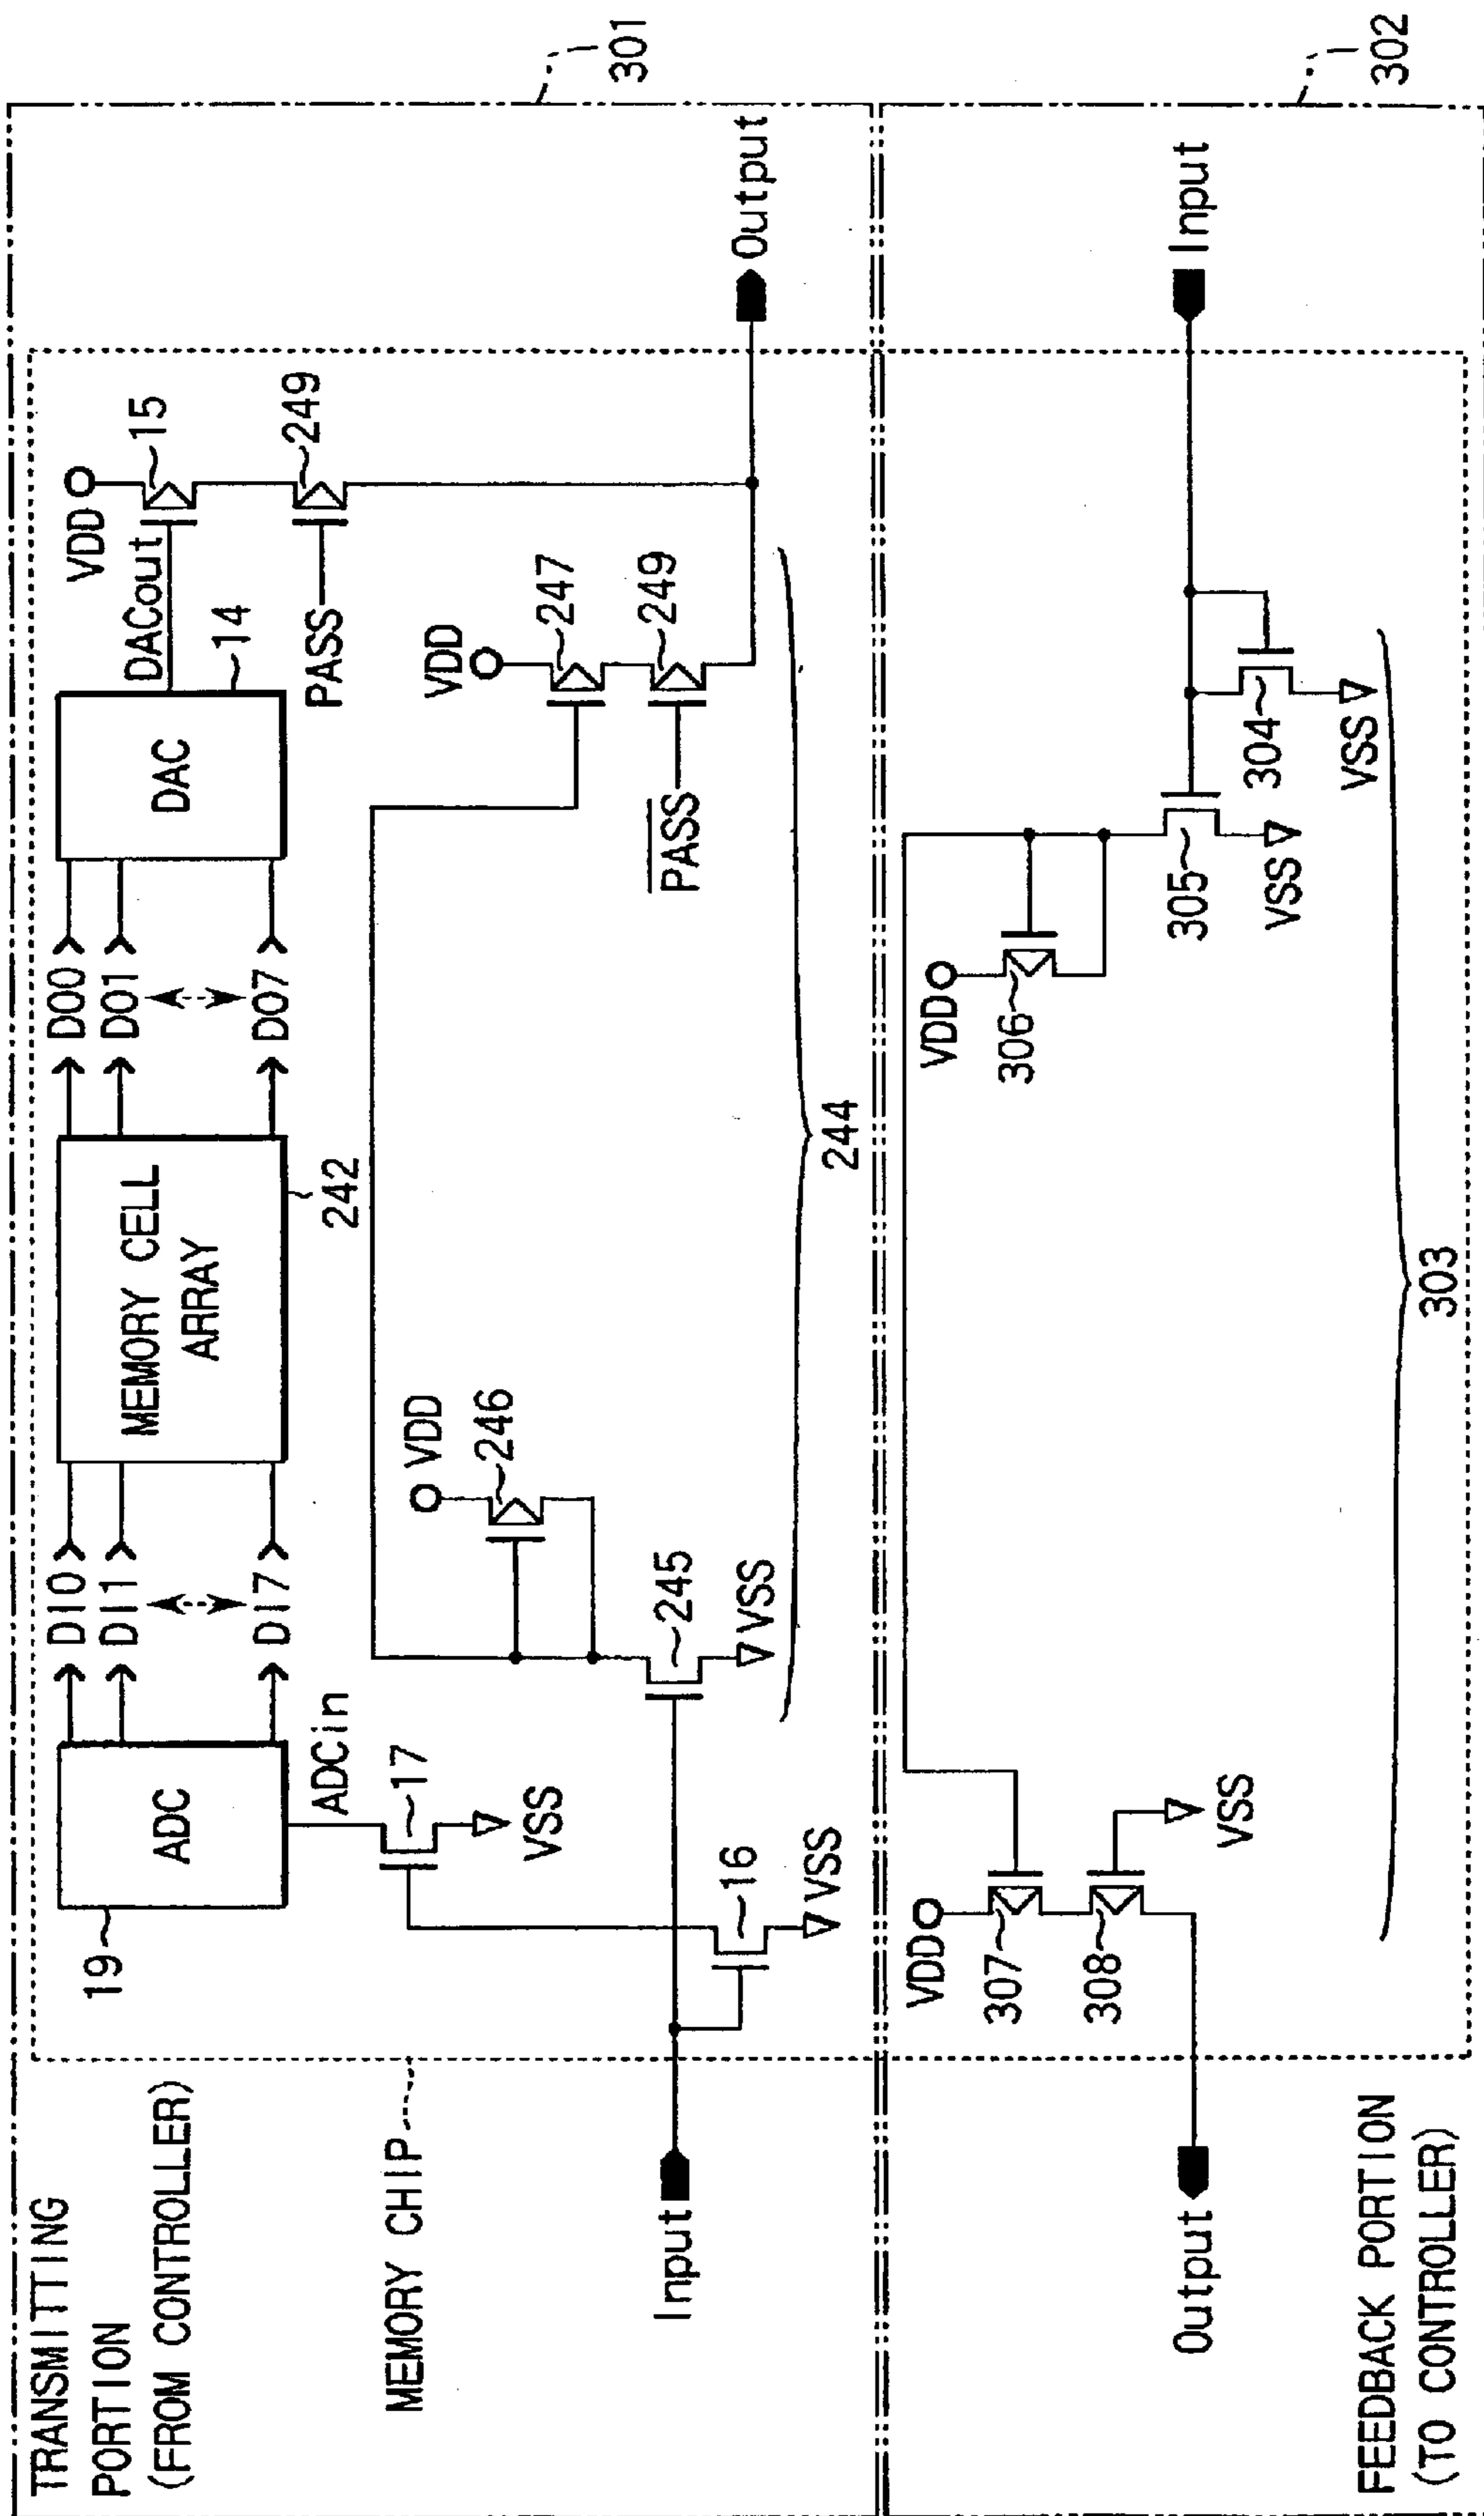 TRANSMITTING
PORTION
(FROM CONTROLLER)
MEMORY CHIP
19
ADC
DI0
DI1
DI7
MEMORY CELL
ARRAY
242
DO0
DO1
DO7
DAC
14
DACout
VDD
15
249
PASS
ADCin
17
VSS
VDD
246
VDD
247
249
PASS
245
VSS
16
VSS
Input
Output
244
301
FEEDBACK PORTION
(TO CONTROLLER)
VDD
307
308
VSS
Output
VDD
306
305
VSS
304
VSS
Input
303
302